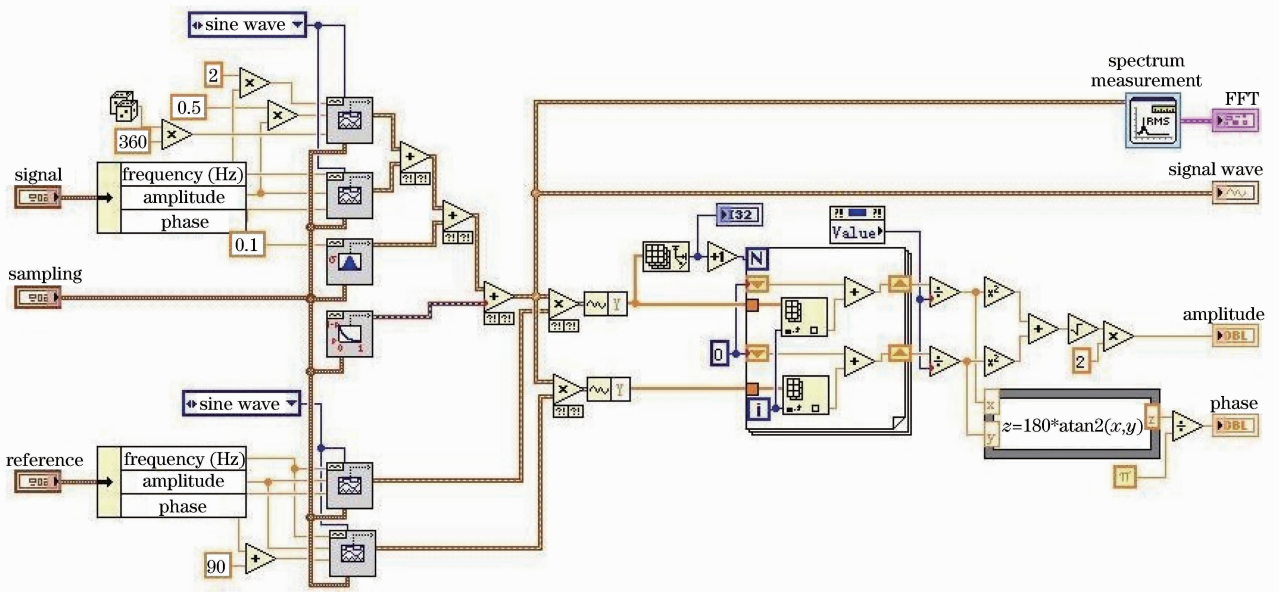 sine wave
spectrum
measurement
FFT
2
0.5
360
RMS
signal
frequency (Hz)
amplitude
phase
signal wave
0.1
I32
Value
sampling
+1
N
Y
amplitude
DBL
0
x²
x²
2
Y
i
sine wave
x
y
z=180*atan2(x,y)
z
phase
DBL
reference
frequency (Hz)
amplitude
phase
π
90